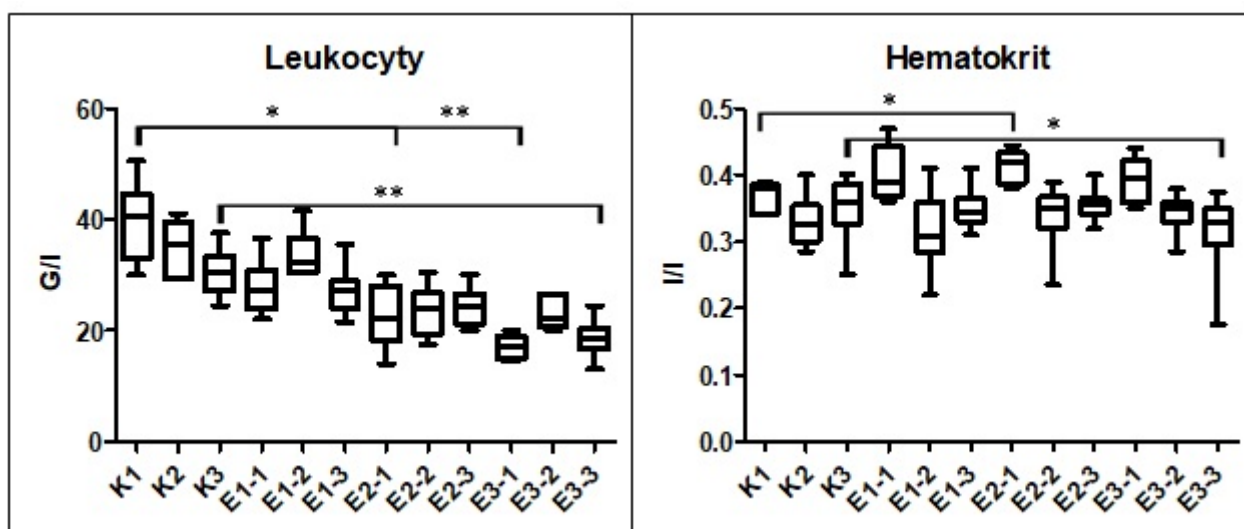 Leukocyty
60
40
20
0
G/l
* **
**
K1 K2 K3 E1-1 E1-2 E1-3 E2-1 E2-2 E2-3 E3-1 E3-2 E3-3
Hematokrit
0.5
0.4
0.3
0.2
0.1
0.0
l/l
*
*
K1 K2 K3 E1-1 E1-2 E1-3 E2-1 E2-2 E2-3 E3-1 E3-2 E3-3